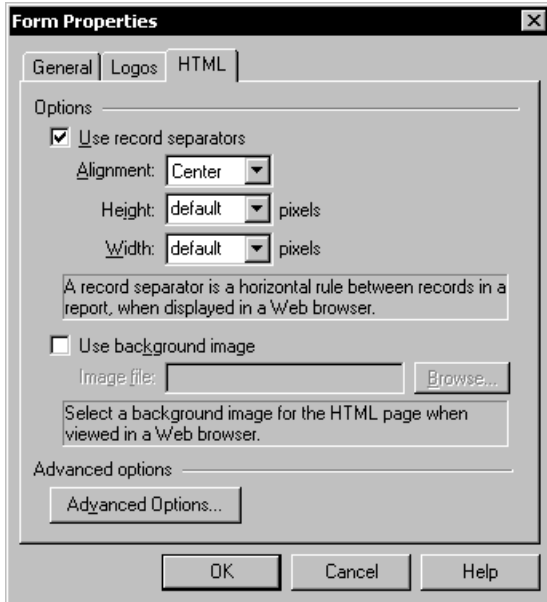 Form Properties
General Logos HTML
Options
Use record separators
Alignment: Center
Height: default pixels
Width: default pixels
A record separator is a horizontal rule between records in a
report, when displayed in a Web browser.
Use background image
Image file: Browse...
Select a background image for the HTML page when
viewed in a Web browser.
Advanced options
Advanced Options...
OK Cancel Help